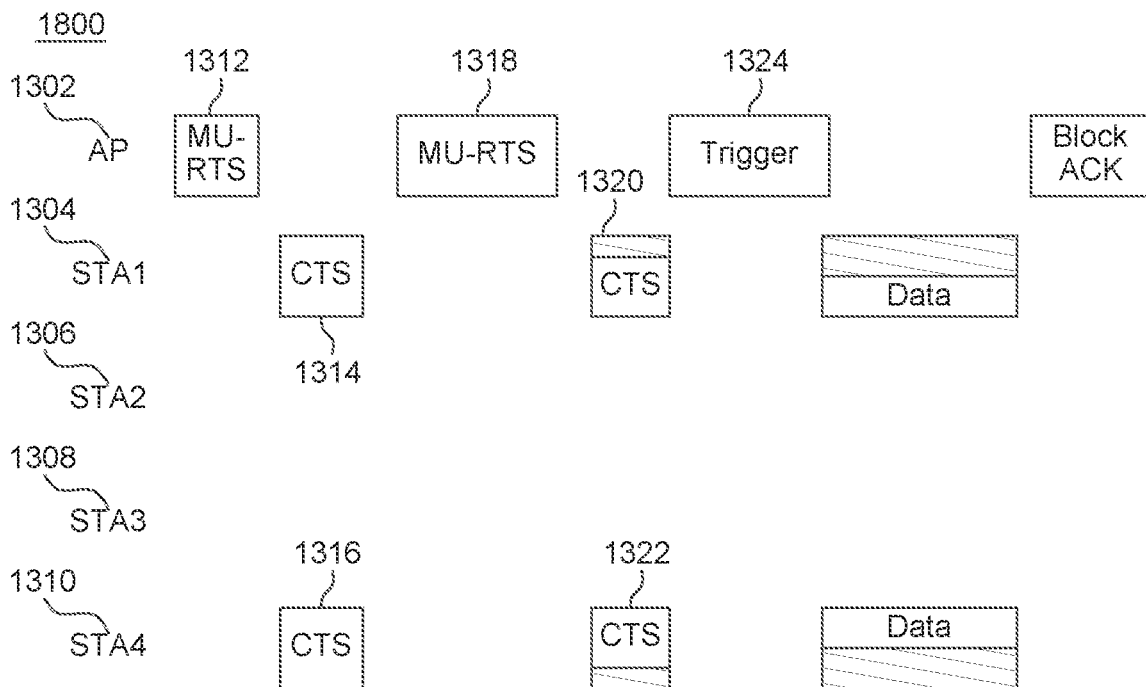 1800
1312
1318
1324
1302
AP
MU-
RTS
MU-RTS
Trigger
Block
ACK
1320
1304
STA1
CTS
CTS
Data
1314
1306
STA2
1308
STA3
1316
1322
1310
STA4
CTS
CTS
Data